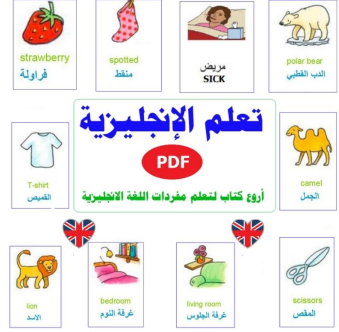 strawberry
فراولة
spotted
منقط
مريض
SICK
polar bear
الدب القطبي
تعلم الإنجليزية
PDF
أروع كتاب لتعلم مفردات اللغة الانجليزية
T-shirt
القميص
camel
الجمل
lion
الاسد
bedroom
غرفة النوم
living room
غرفة الجلوس
scissors
المقص